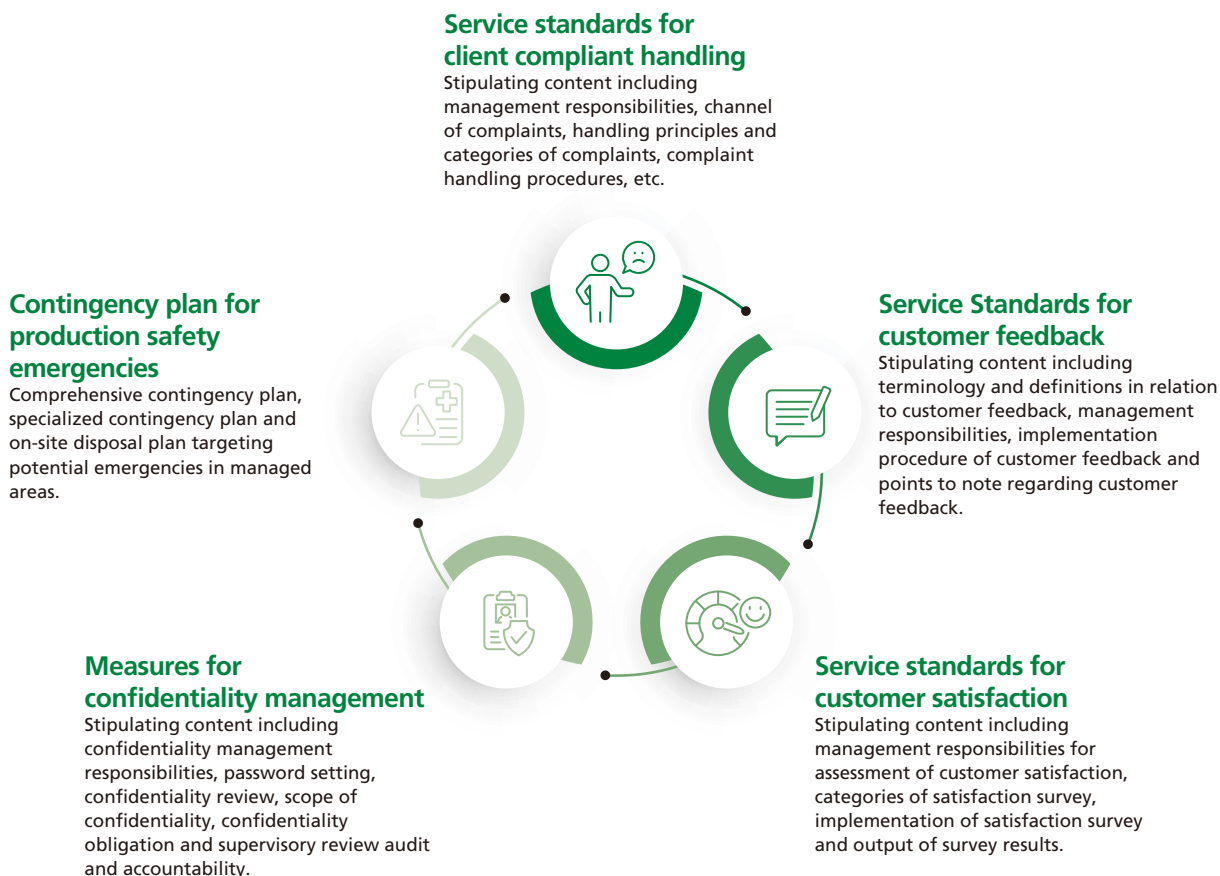 Service standards for
client compliant handling
Stipulating content including
management responsibilities, channel
of complaints, handling principles and
categories of complaints, complaint
handling procedures, etc.
Contingency plan for
production safety
emergencies
Comprehensive contingency plan,
specialized contingency plan and
on-site disposal plan targeting
potential emergencies in managed
areas.
Service Standards for
customer feedback
Stipulating content including
terminology and definitions in relation
to customer feedback, management
responsibilities, implementation
procedure of customer feedback and
points to note regarding customer
feedback.
Measures for
confidentiality management
Stipulating content including
confidentiality management
responsibilities, password setting,
confidentiality review, scope of
confidentiality, confidentiality
obligation and supervisory review audit
and accountability.
Service standards for
customer satisfaction
Stipulating content including
management responsibilities for
assessment of customer satisfaction,
categories of satisfaction survey,
implementation of satisfaction survey
and output of survey results.